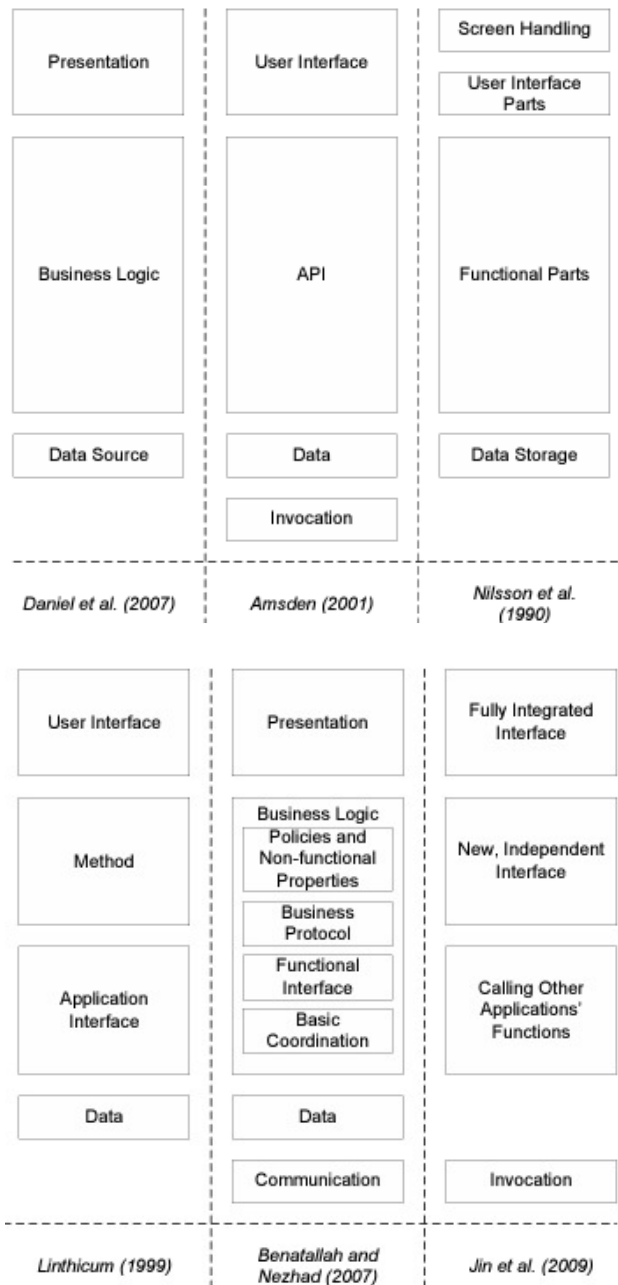 Presentation
User Interface
Screen Handling
User Interface
Parts
Business Logic
API
Functional Parts
Data Source
Data
Data Storage
Invocation
Daniel et al. (2007)
Amsden (2001)
Nilsson et al.
(1990)
User Interface
Presentation
Fully Integrated
Interface
Method
Business Logic
Policies and
Non-functional
Properties
Business
Protocol
Functional
Interface
Basic
Coordination
New, Independent
Interface
Application
Interface
Calling Other
Applications'
Functions
Data
Data
Communication
Invocation
Linthicum (1999)
Benatallah and
Nezhad (2007)
Jin et al. (2009)